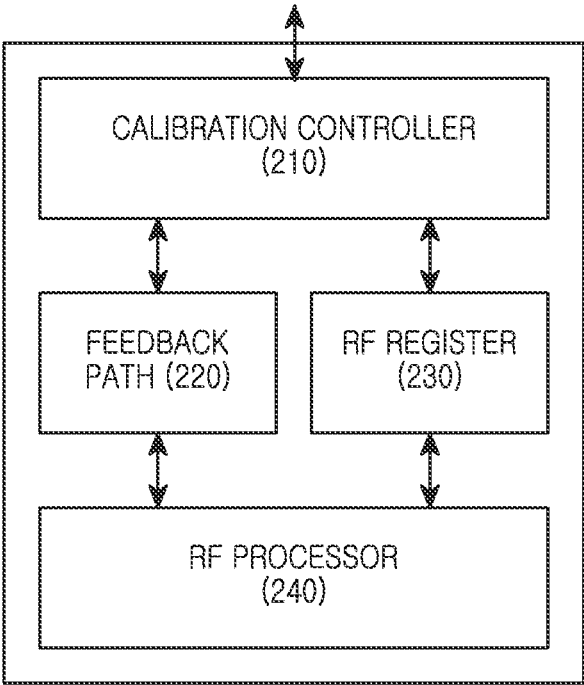 CALIBRATION CONTROLLER
(210)
FEEDBACK
PATH (220)
RF REGISTER
(230)
RF PROCESSOR
(240)